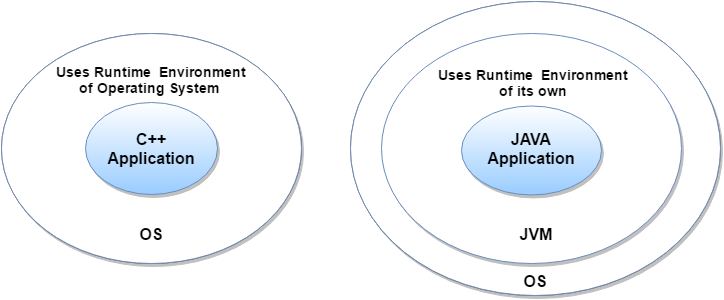 Uses Runtime Environment
of Operating System
C++
Application
OS
Uses Runtime Environment
of its own
JAVA
Application
JVM
OS